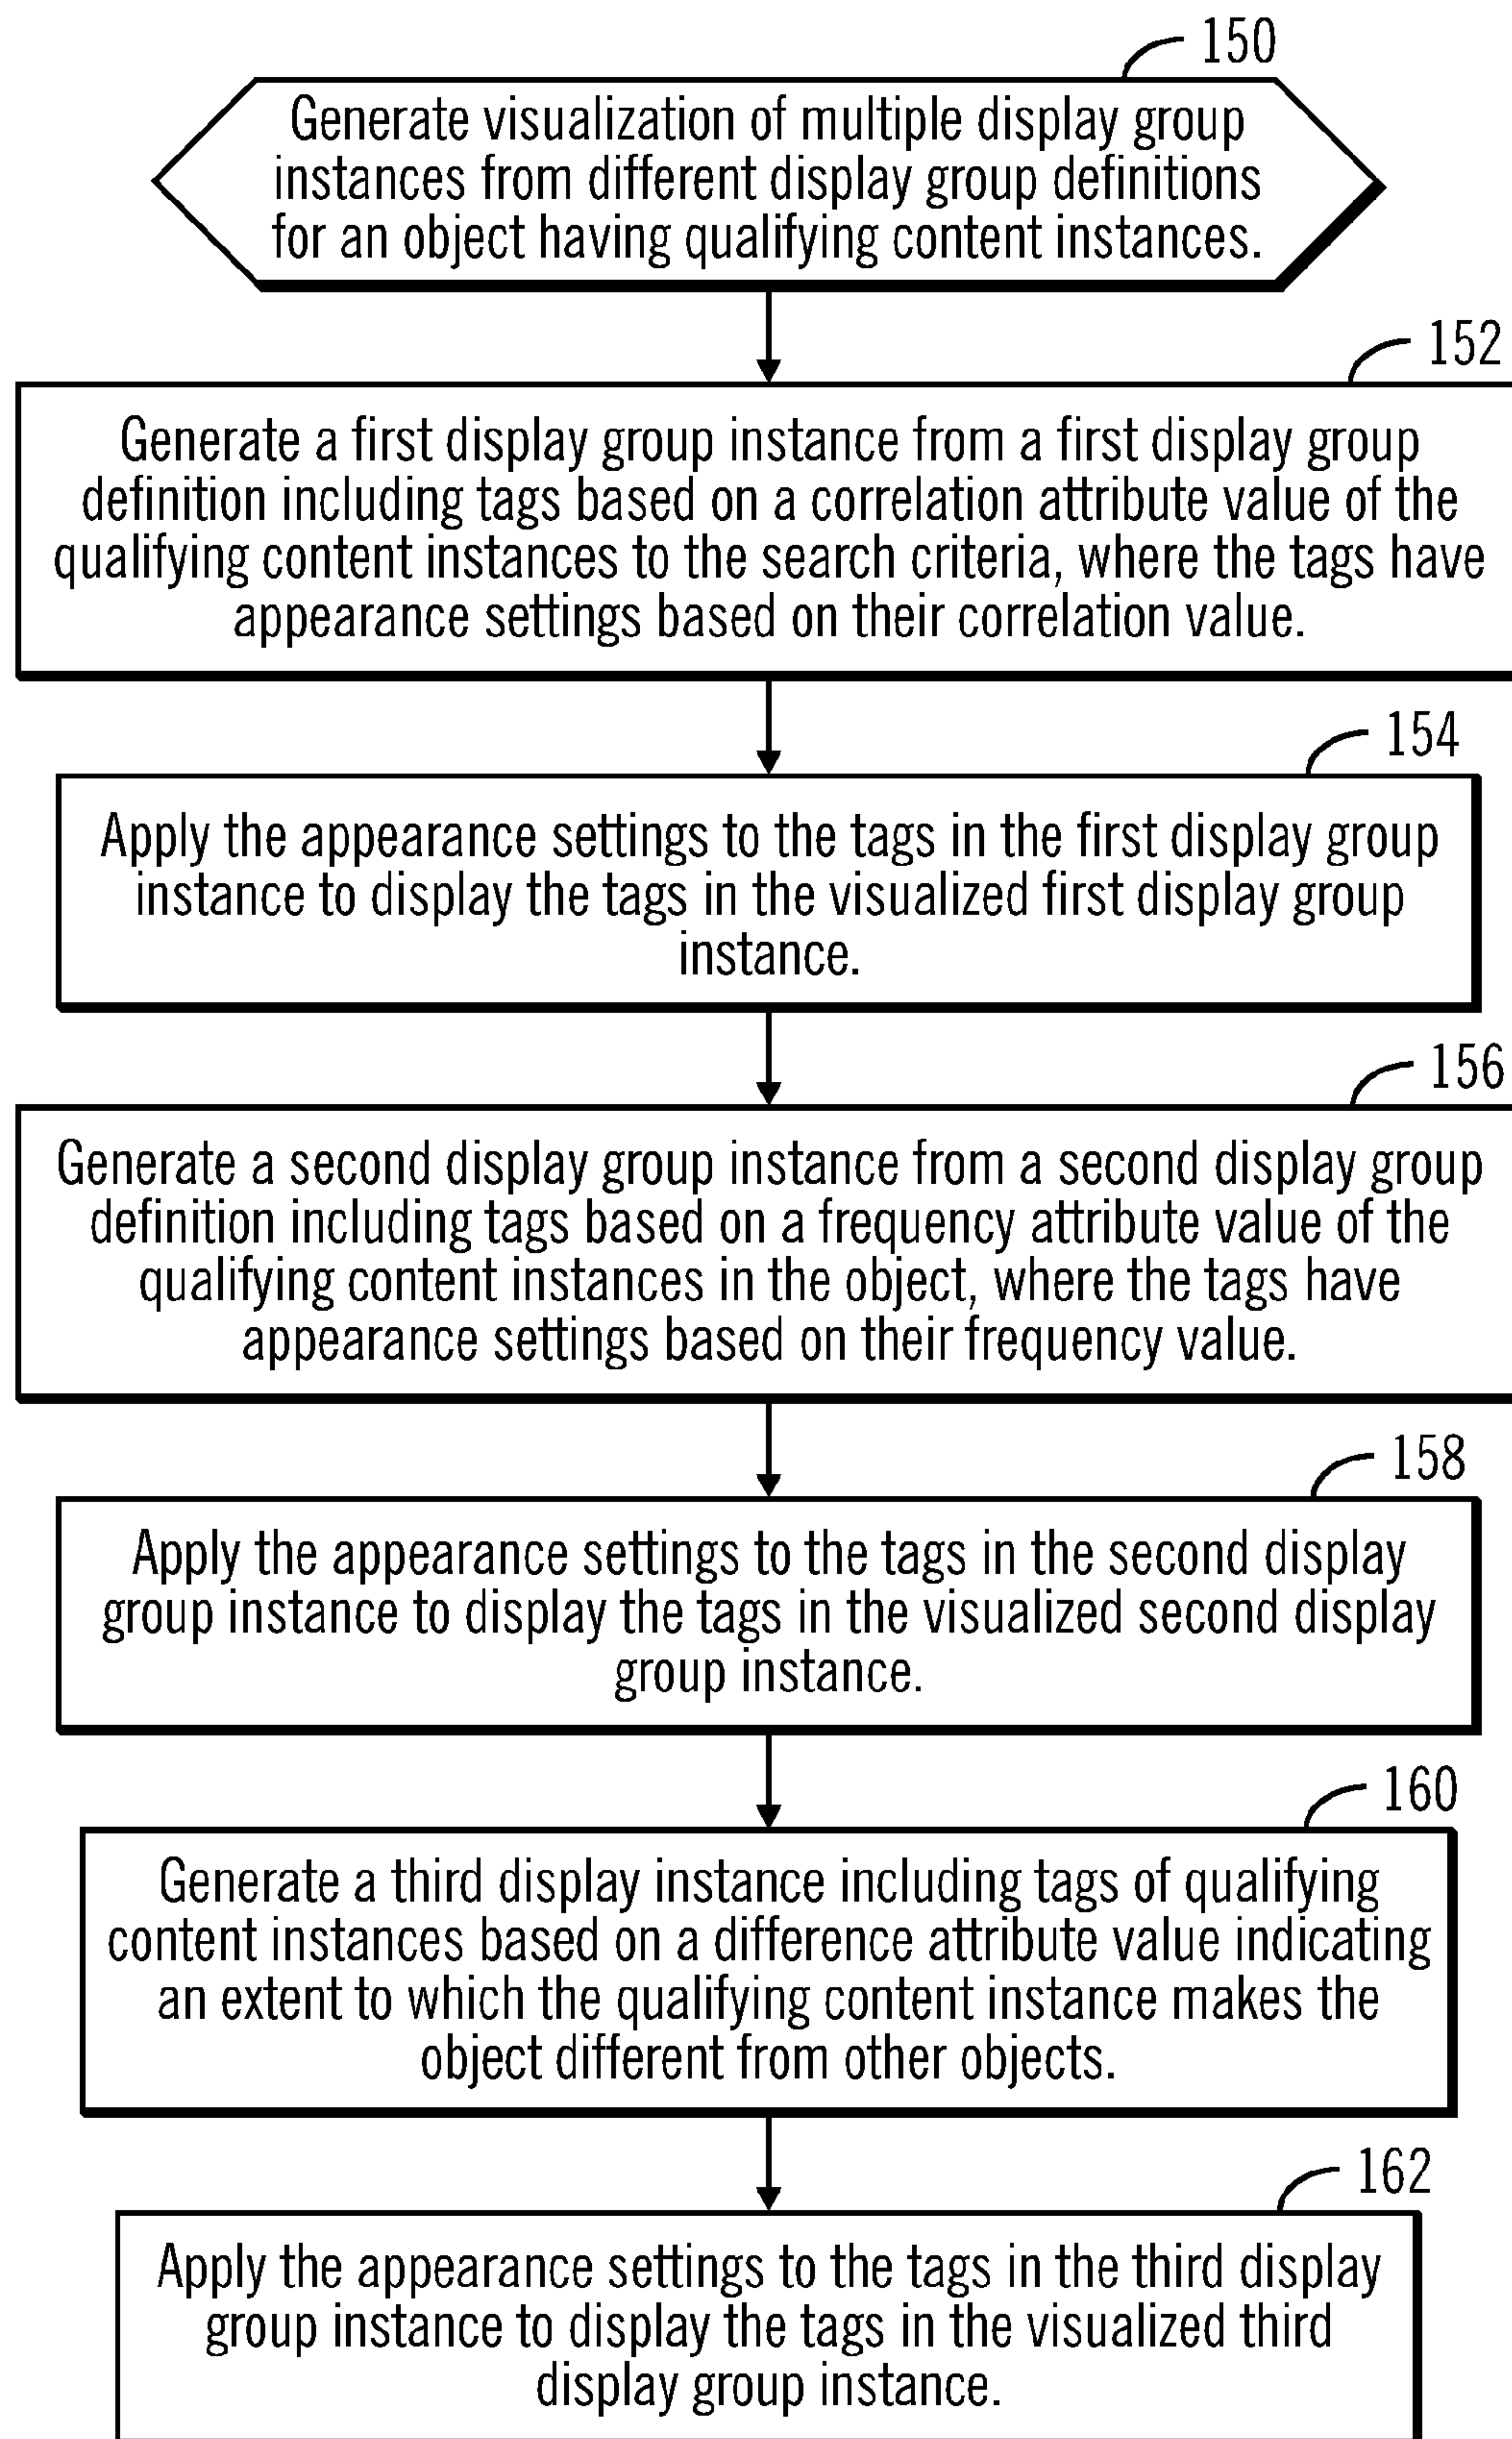 150
Generate visualization of multiple display group
instances from different display group definitions
for an object having qualifying content instances.
152
Generate a first display group instance from a first display group
definition including tags based on a correlation attribute value of the
qualifying content instances to the search criteria, where the tags have
appearance settings based on their correlation value.
154
Apply the appearance settings to the tags in the first display group
instance to display the tags in the visualized first display group
instance.
156
Generate a second display group instance from a second display group
definition including tags based on a frequency attribute value of the
qualifying content instances in the object, where the tags have
appearance settings based on their frequency value.
158
Apply the appearance settings to the tags in the second display
group instance to display the tags in the visualized second display
group instance.
160
Generate a third display instance including tags of qualifying
content instances based on a difference attribute value indicating
an extent to which the qualifying content instance makes the
object different from other objects.
162
Apply the appearance settings to the tags in the third display
group instance to display the tags in the visualized third
display group instance.